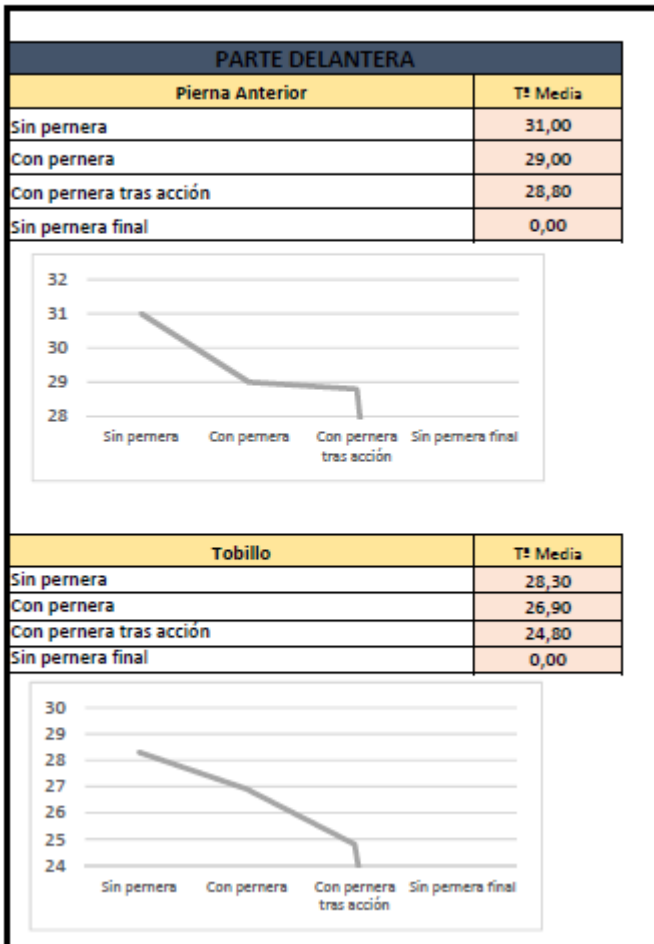 PARTE DELANTERA
Pierna Anterior Tª Media
Sin pernera 31,00
Con pernera 29,00
Con pernera tras acción 28,80
Sin pernera final 0,00
32
31
30
29
28
Sin pernera Con pernera Con pernera Sin pernera final
tras acción
Tobillo Tª Media
Sin pernera 28,30
Con pernera 26,90
Con pernera tras acción 24,80
Sin pernera final 0,00
30
29
28
27
26
25
24
Sin pernera Con pernera Con pernera Sin pernera final
tras acción